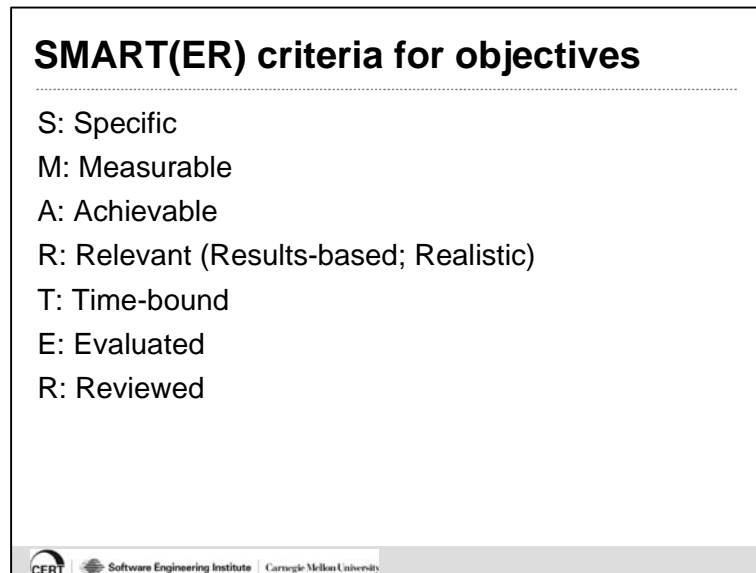 SMART(ER) criteria for objectives
S: Specific
M: Measurable
A: Achievable
R: Relevant (Results-based; Realistic)
T: Time-bound
E: Evaluated
R: Reviewed
CERT Software Engineering Institute Carnegie Mellon University